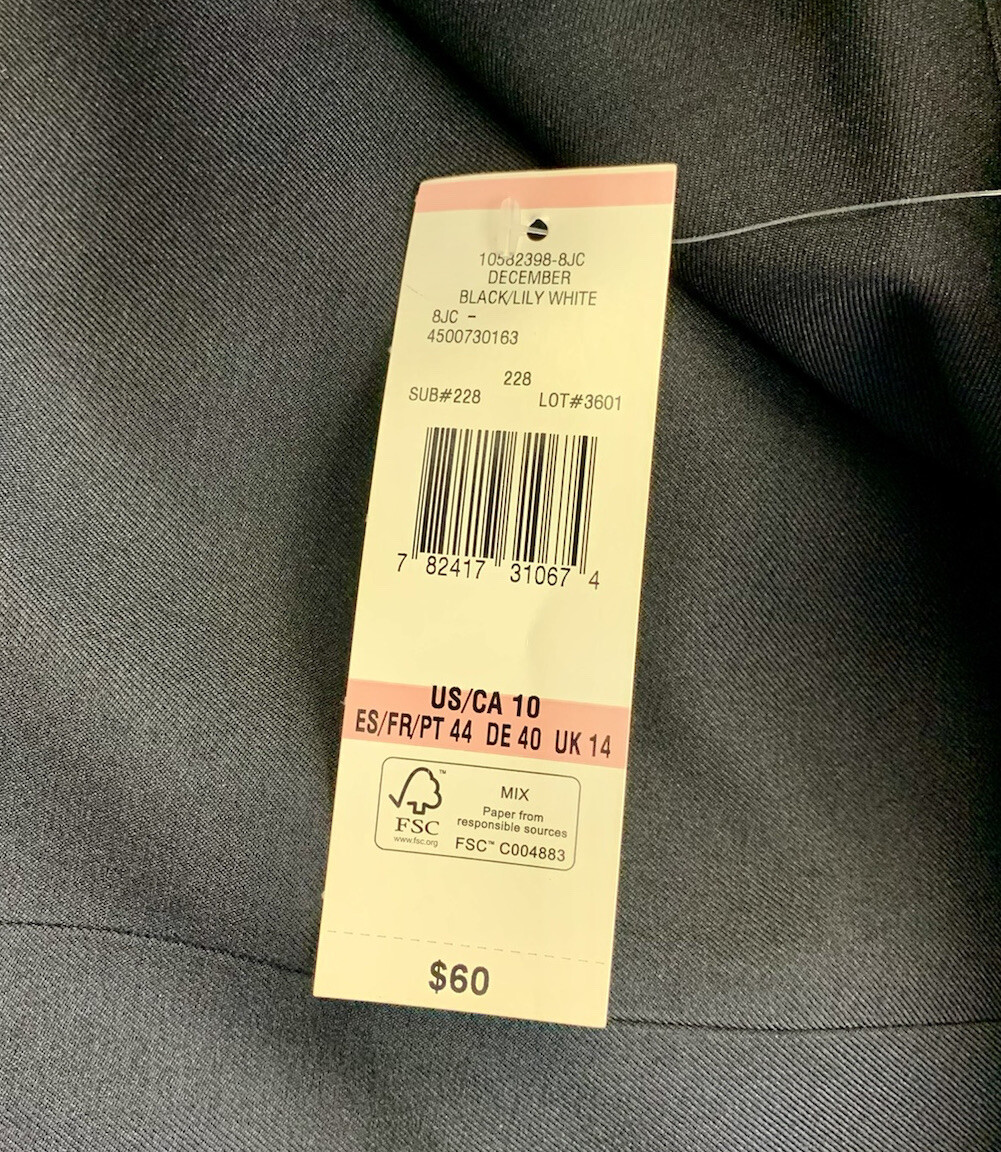 10582398-8JC
DECEMBER
BLACK/LILY WHITE
8JC -
4500730163
228
SUB#228 LOT#3601
7 82417 31067 4
US/CA 10
ES/FR/PT 44 DE 40 UK 14
FSC
www.fsc.org
MIX
Paper from
responsible sources
FSC™ C004883
$60